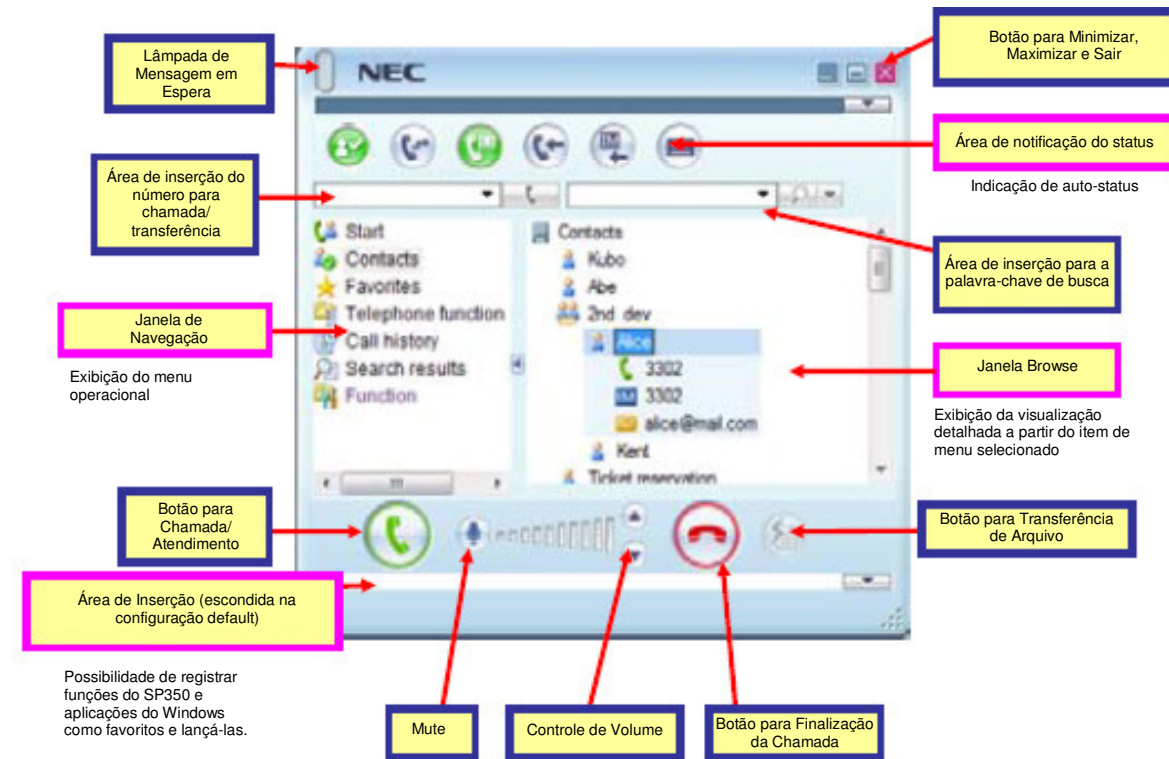 Lâmpada de
Mensagem em
Espera
Botão para Minimizar,
Maximizar e Sair
NEC
Área de notificação do status
Indicação de auto-status
IM
Área de inserção do
número para
chamada/
transferência
Área de inserção para a
palavra-chave de busca
Start
Contacts
Favorites
Telephone function
Call history
Search results
Function
Contacts
Kubo
Abe
2nd dev
Alice
3302
IM 3302
alice@mail.com
Kent
Ticket reservation
Janela de
Navegação
Exibição do menu
operacional
Janela Browse
Exibição da visualização
detalhada a partir do item de
menu selecionado
Botão para
Chamada/
Atendimento
Botão para Transferência
de Arquivo
Área de Inserção (escondida na
configuração default)
Possibilidade de registrar
funções do SP350 e
aplicações do Windows
como favoritos e lançá-las.
Mute
Controle de Volume
Botão para Finalização
da Chamada